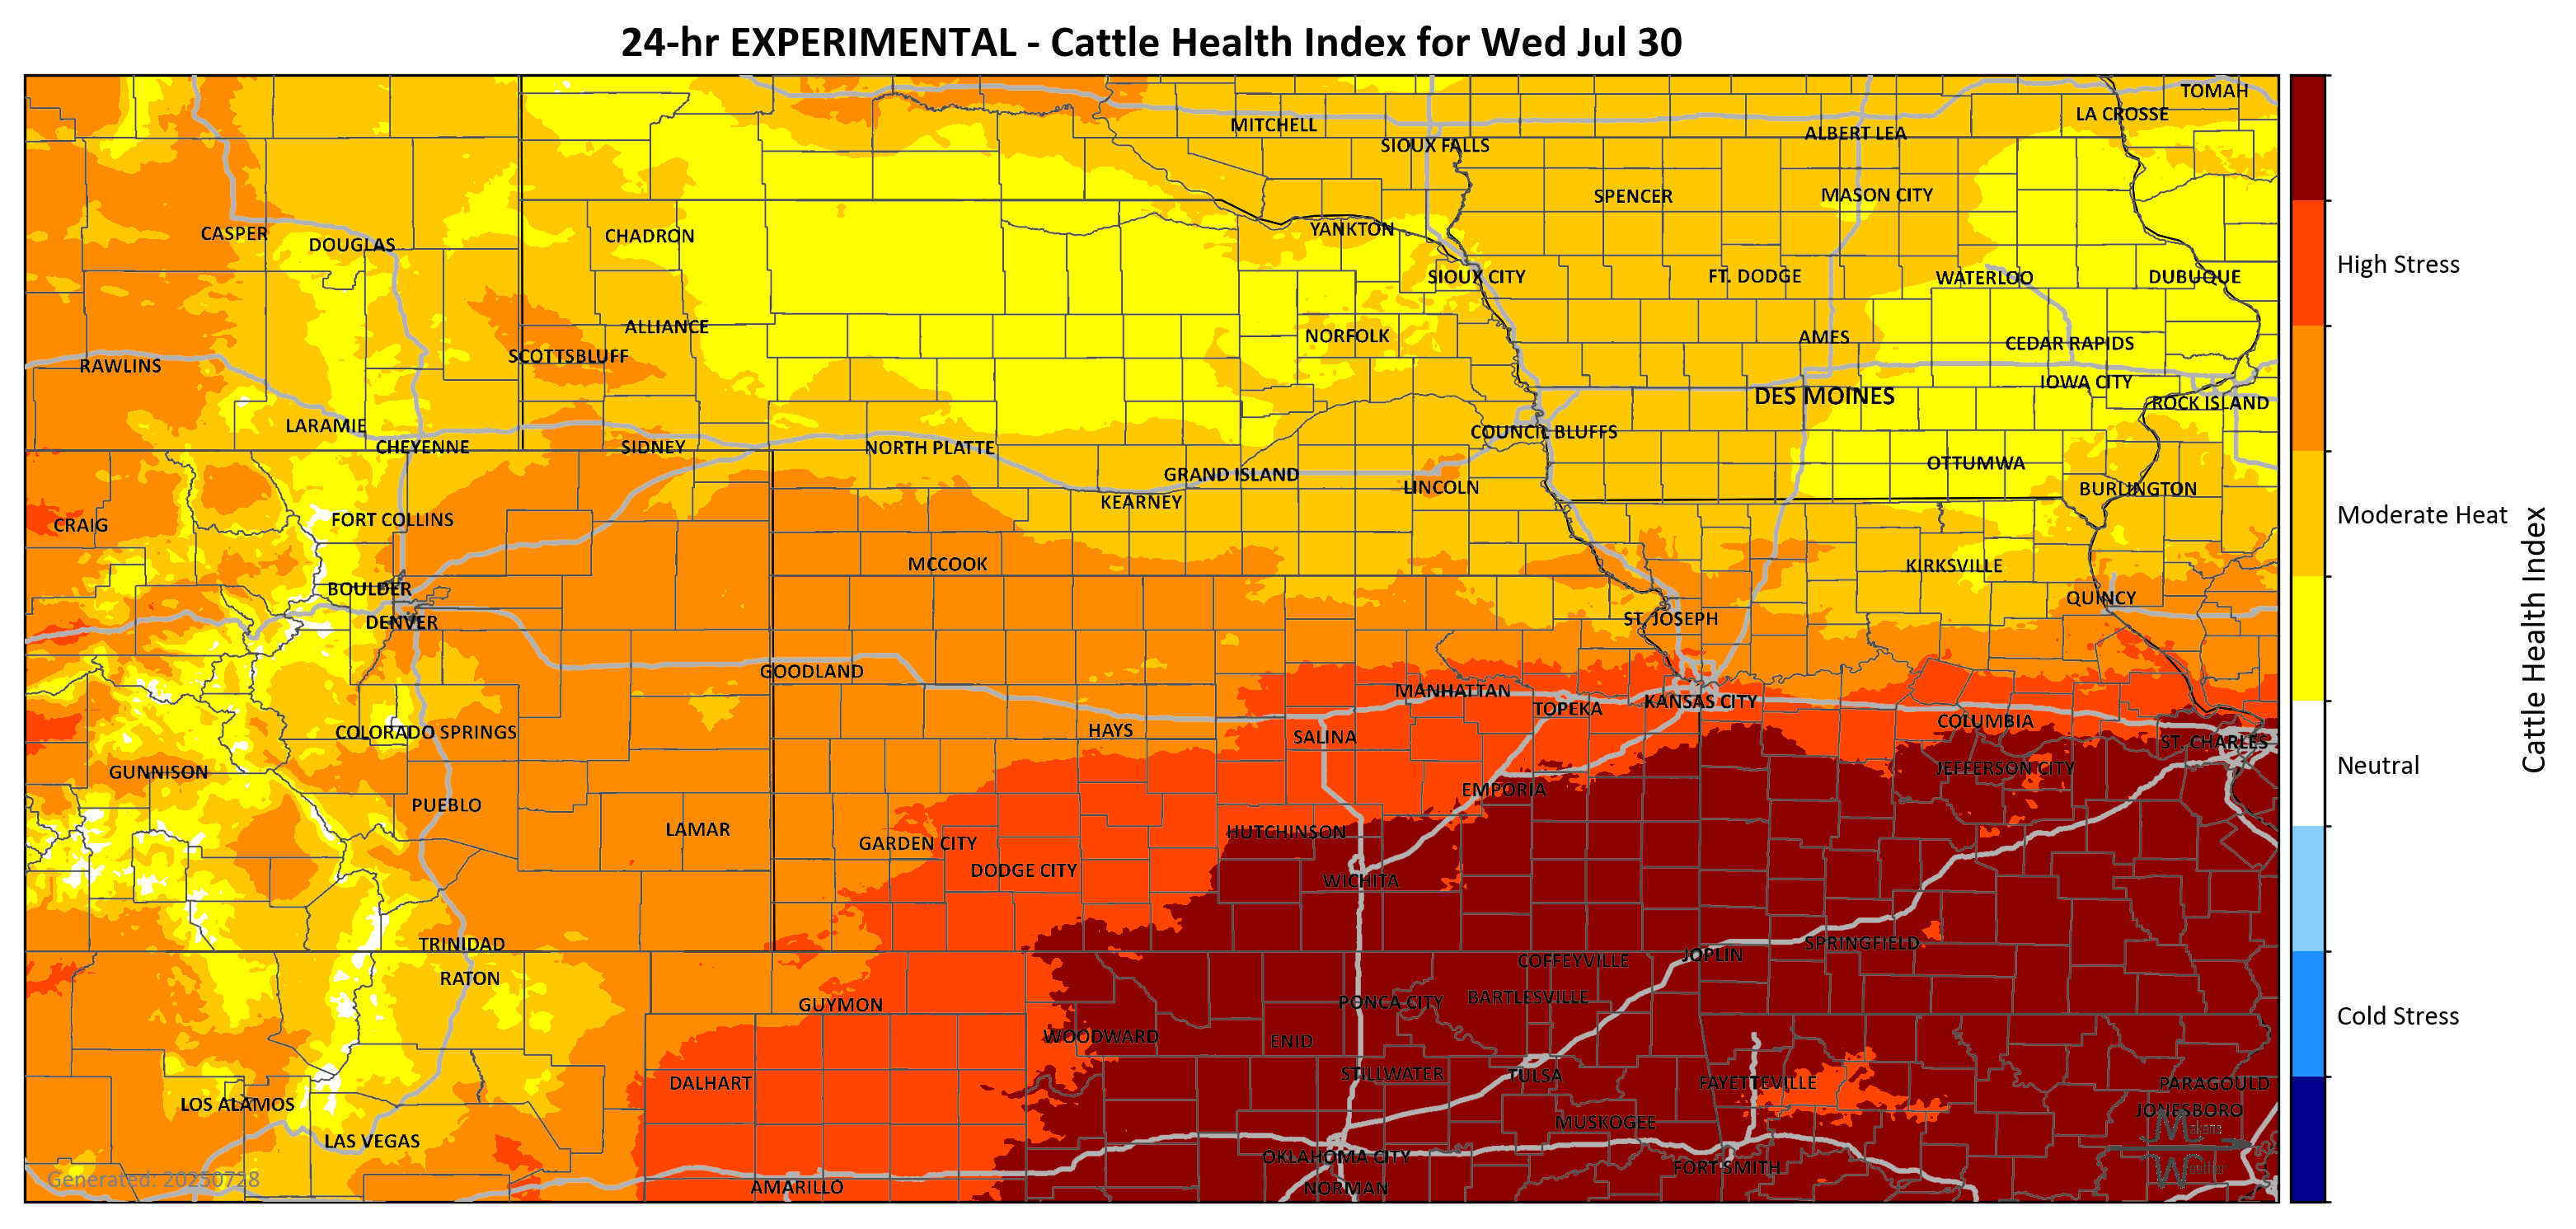 24-hr EXPERIMENTAL - Cattle Health Index for Wed Jul 30
TOMAH
LA CROSSE
MITCHELL
ALBERT LEA
SIOUX FALLS
SPENCER
MASON CITY
CASPER
DOUGLAS
CHADRON
YANKTON
SIOUX CITY
FT. DODGE
WATERLOO
DUBUQUE
High Stress
ALLIANCE
NORFOLK
AMES
CEDAR RAPIDS
SCOTTSBLUFF
RAWLINS
IOWA CITY
DES MOINES
ROCK ISLAND
LARAMIE
COUNCIL BLUFFS
CHEYENNE
SIDNEY
NORTH PLATTE
OTTUMWA
GRAND ISLAND
LINCOLN
BURLINGTON
KEARNEY
Moderate Heat
CRAIG
FORT COLLINS
MCCOOK
KIRKSVILLE
BOULDER
QUINCY
DENVER
ST. JOSEPH
Cattle Health Index
GOODLAND
MANHATTAN
TOPEKA
KANSAS CITY
COLUMBIA
COLORADO SPRINGS
HAYS
SALINA
ST. CHARLES
GUNNISON
JEFFERSON CITY
Neutral
EMPORIA
PUEBLO
LAMAR
HUTCHINSON
GARDEN CITY
DODGE CITY
WICHITA
TRINIDAD
SPRINGFIELD
JOPLIN
COFFEYVILLE
RATON
GUYMON
PONCA CITY
BARTLESVILLE
Cold Stress
WOODWARD
ENID
STILLWATER
TULSA
DALHART
FAYETTEVILLE
PARAGOULD
LOS ALAMOS
JONESBORO
MUSKOGEE
Makens
LAS VEGAS
OKLAHOMA CITY
FORT SMITH
Weather
Generated: 20250728
AMARILLO
NORMAN